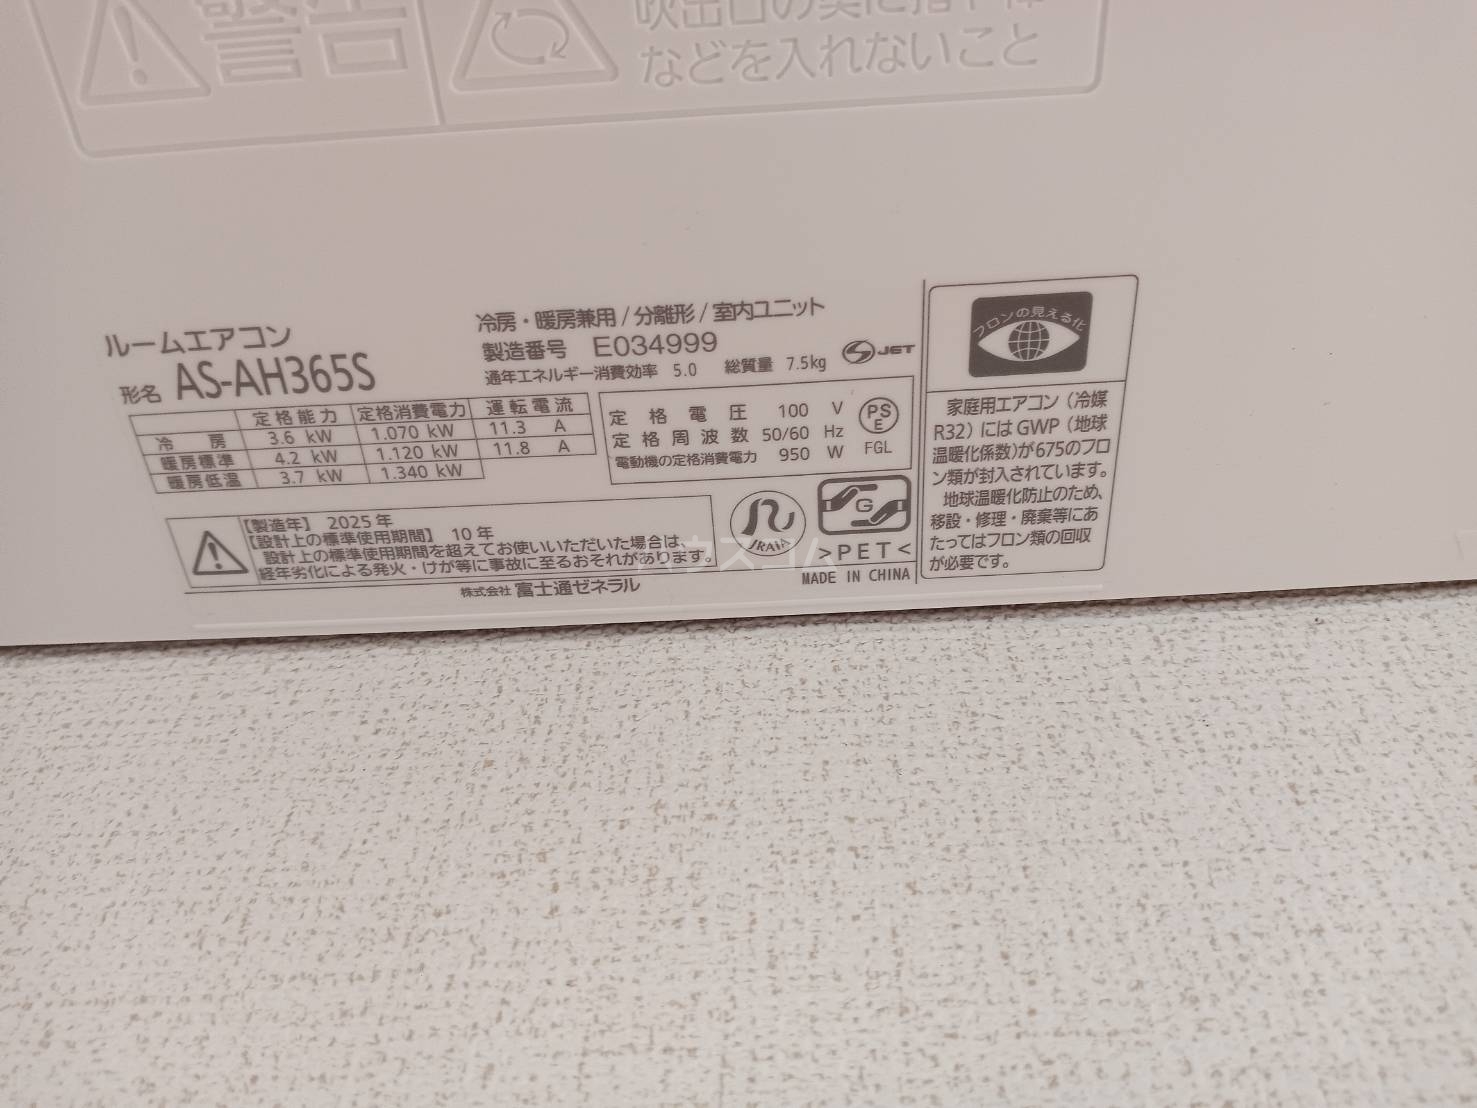 警告
などを入れないこと
ルームエアコン
形名 AS-AH365S
冷房・暖房兼用/分離形/室内ユニット
製造番号 E034999
通年エネルギー消費効率 5.0 総質量 7.5kg
JET
定格能力 定格消費電力 運転電流
冷房 3.6 kW 1.070 kW 11.3 A
暖房標準 4.2 kW 1.120 kW 11.8 A
暖房低温 3.7 kW 1.340 kW
定格電圧 100 V
定格周波数 50/60 Hz
電動機の定格消費電力 950 W
PS
E
FGL
【製造年】 2025年
【設計上の標準使用期間】 10年
設計上の標準使用期間を超えてお使いいただいた場合は、
経年劣化による発火・けが等に事故に至るおそれがあります。
JRAIA
G
>PET<
MADE IN CHINA
株式会社 富士通ゼネラル
フロンの見える化
家庭用エアコン（冷媒
R32）にはGWP（地球
温暖化係数）が675のフロ
ン類が封入されています。
地球温暖化防止のため、
移設・修理・廃棄等にあ
たってはフロン類の回収
が必要です。
ハウスコム